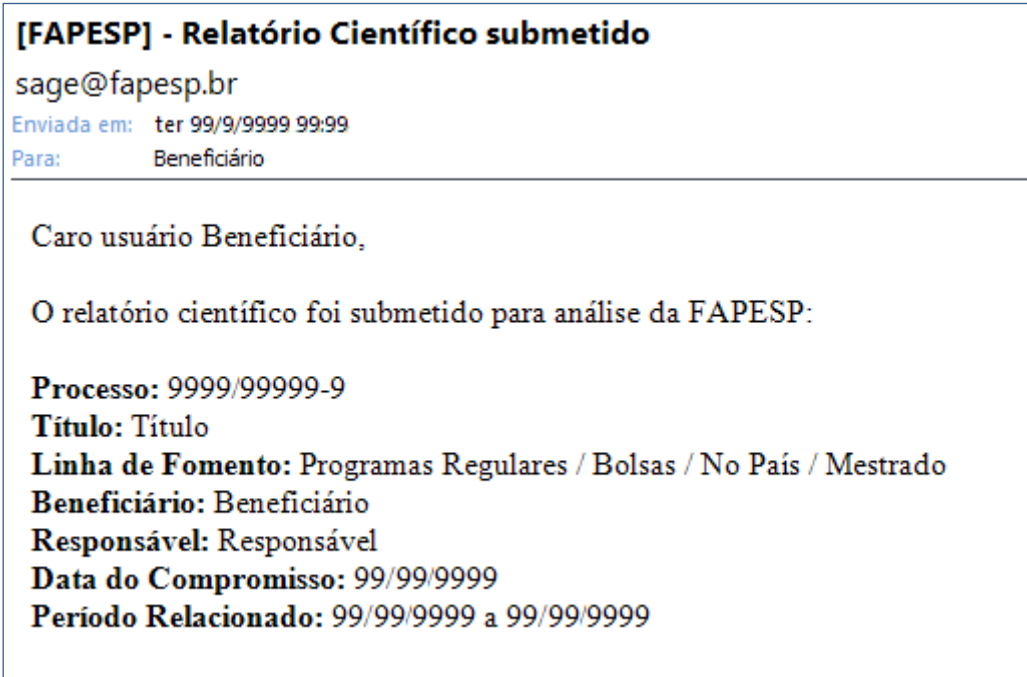 [FAPESP] - Relatório Científico submetido
sage@fapesp.br
Enviada em: ter 99/9/9999 99:99
Para: Beneficiário
Caro usuário Beneficiário,
O relatório científico foi submetido para análise da FAPESP:
Processo: 9999/99999-9
Título: Título
Linha de Fomento: Programas Regulares / Bolsas / No País / Mestrado
Beneficiário: Beneficiário
Responsável: Responsável
Data do Compromisso: 99/99/9999
Período Relacionado: 99/99/9999 a 99/99/9999